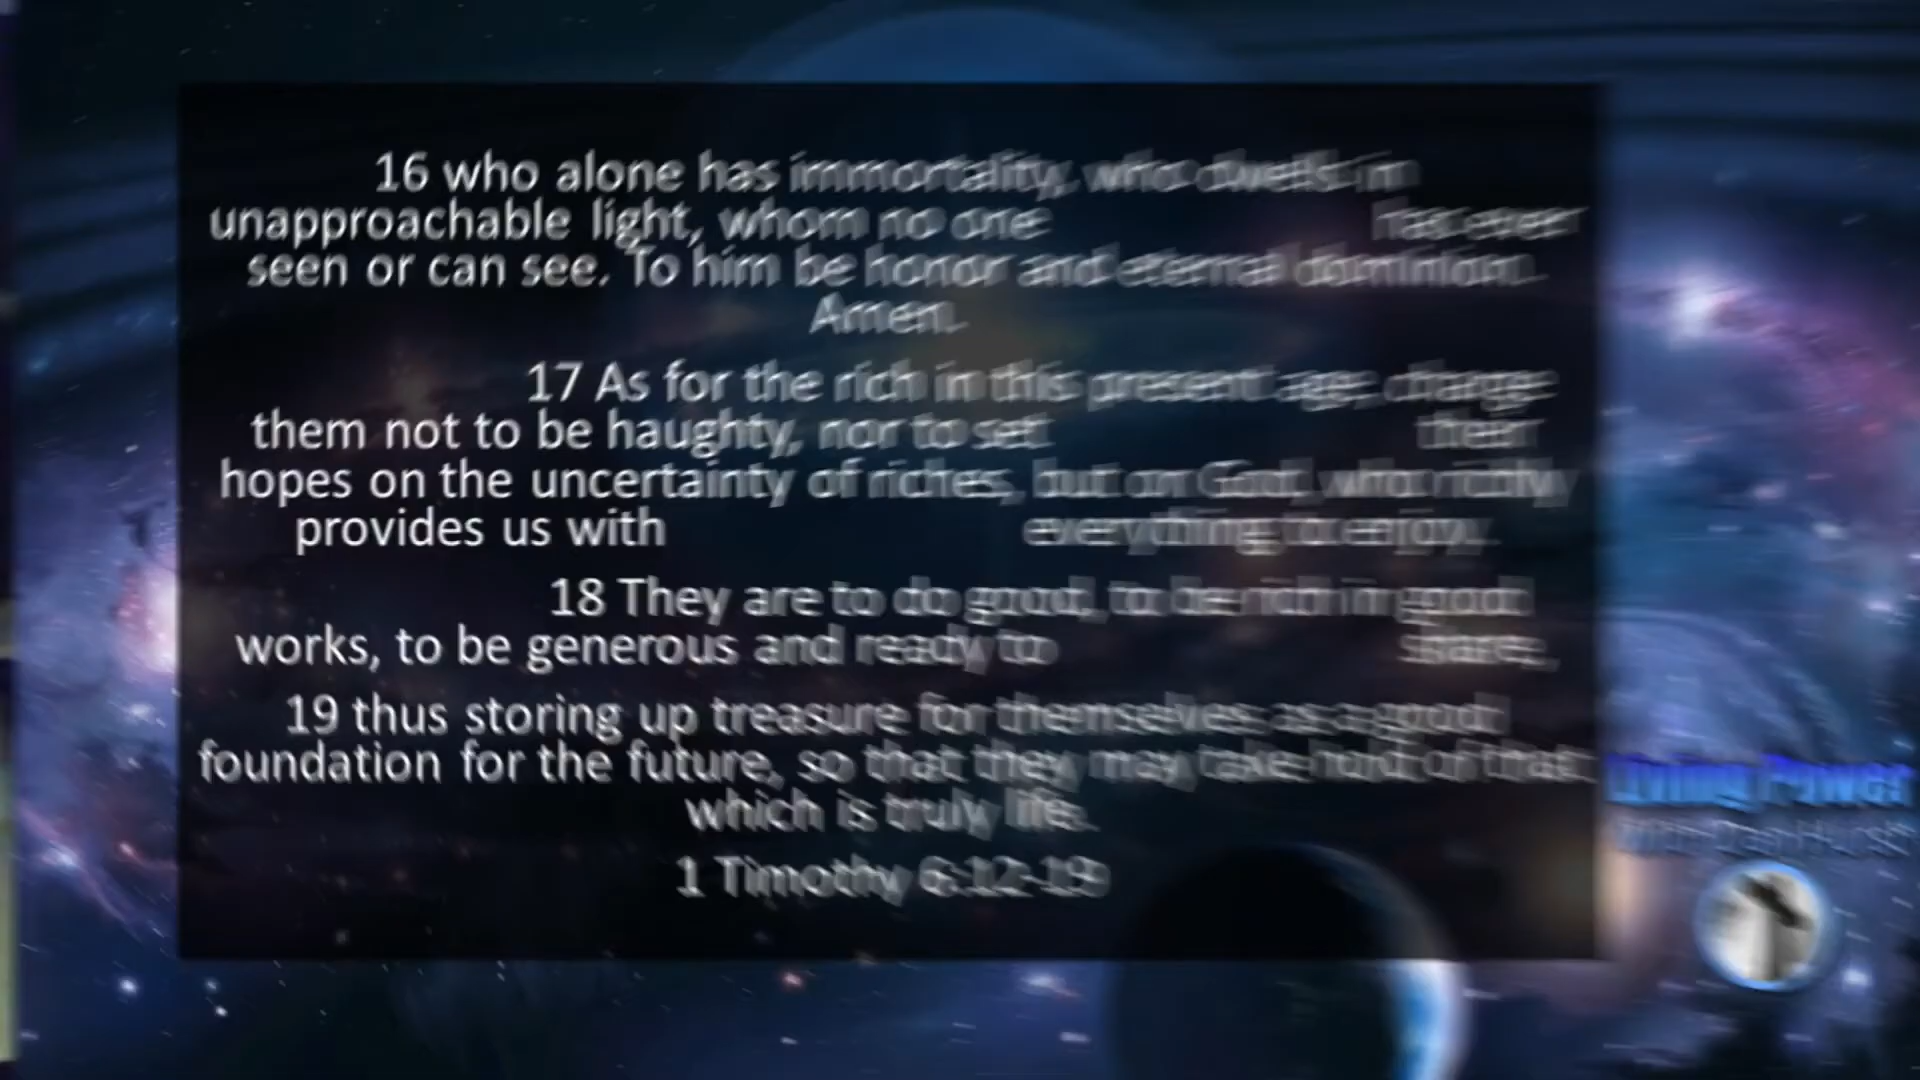 16 who alone has immortality, who dwells in
unapproachable light, whom no one has ever
seen or can see. To him be honor and eternal dominion.
Amen.
17 As for the rich in this present age, charge
them not to be haughty, nor to set their
hopes on the uncertainty of riches, but on God, who richly
provides us with everything to enjoy.
18 They are to do good, to be rich in good
works, to be generous and ready to share,
19 thus storing up treasure for themselves as a good
foundation for the future, so that they may take hold of that
which is truly life.
1 Timothy 6:12-19
Living Power
With Dan